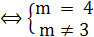 ⇔ { m = 4
m ≠ 3